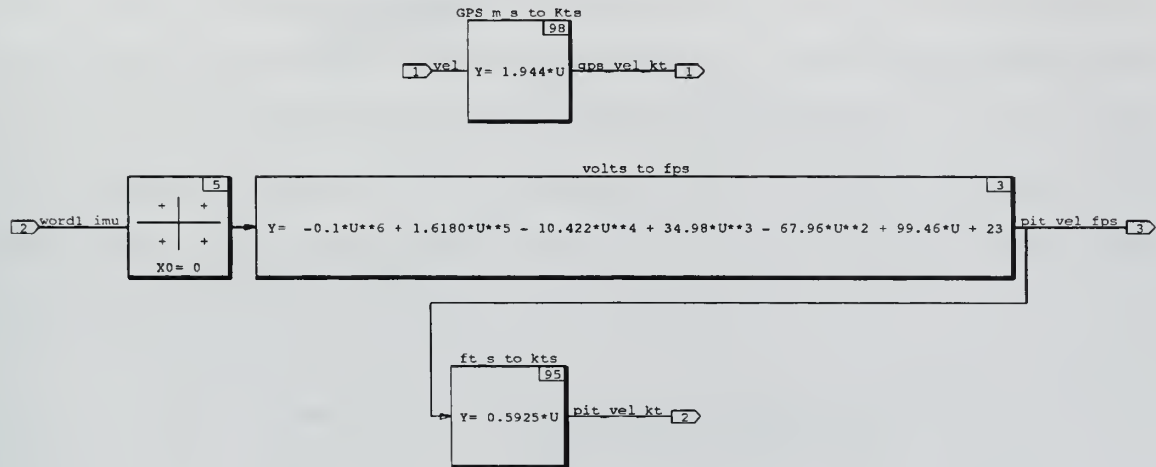 GPS m s to Kts
98
1 vel Y= 1.944*U gps vel kt 1
volts to fps
5 3
2 word1 imu + + Y= -0.1*U**6 + 1.6180*U**5 - 10.422*U**4 + 34.98*U**3 - 67.96*U**2 + 99.46*U + 23 pit vel fps 3
+ +
X0= 0
ft s to kts
95
Y= 0.5925*U pit vel kt 2